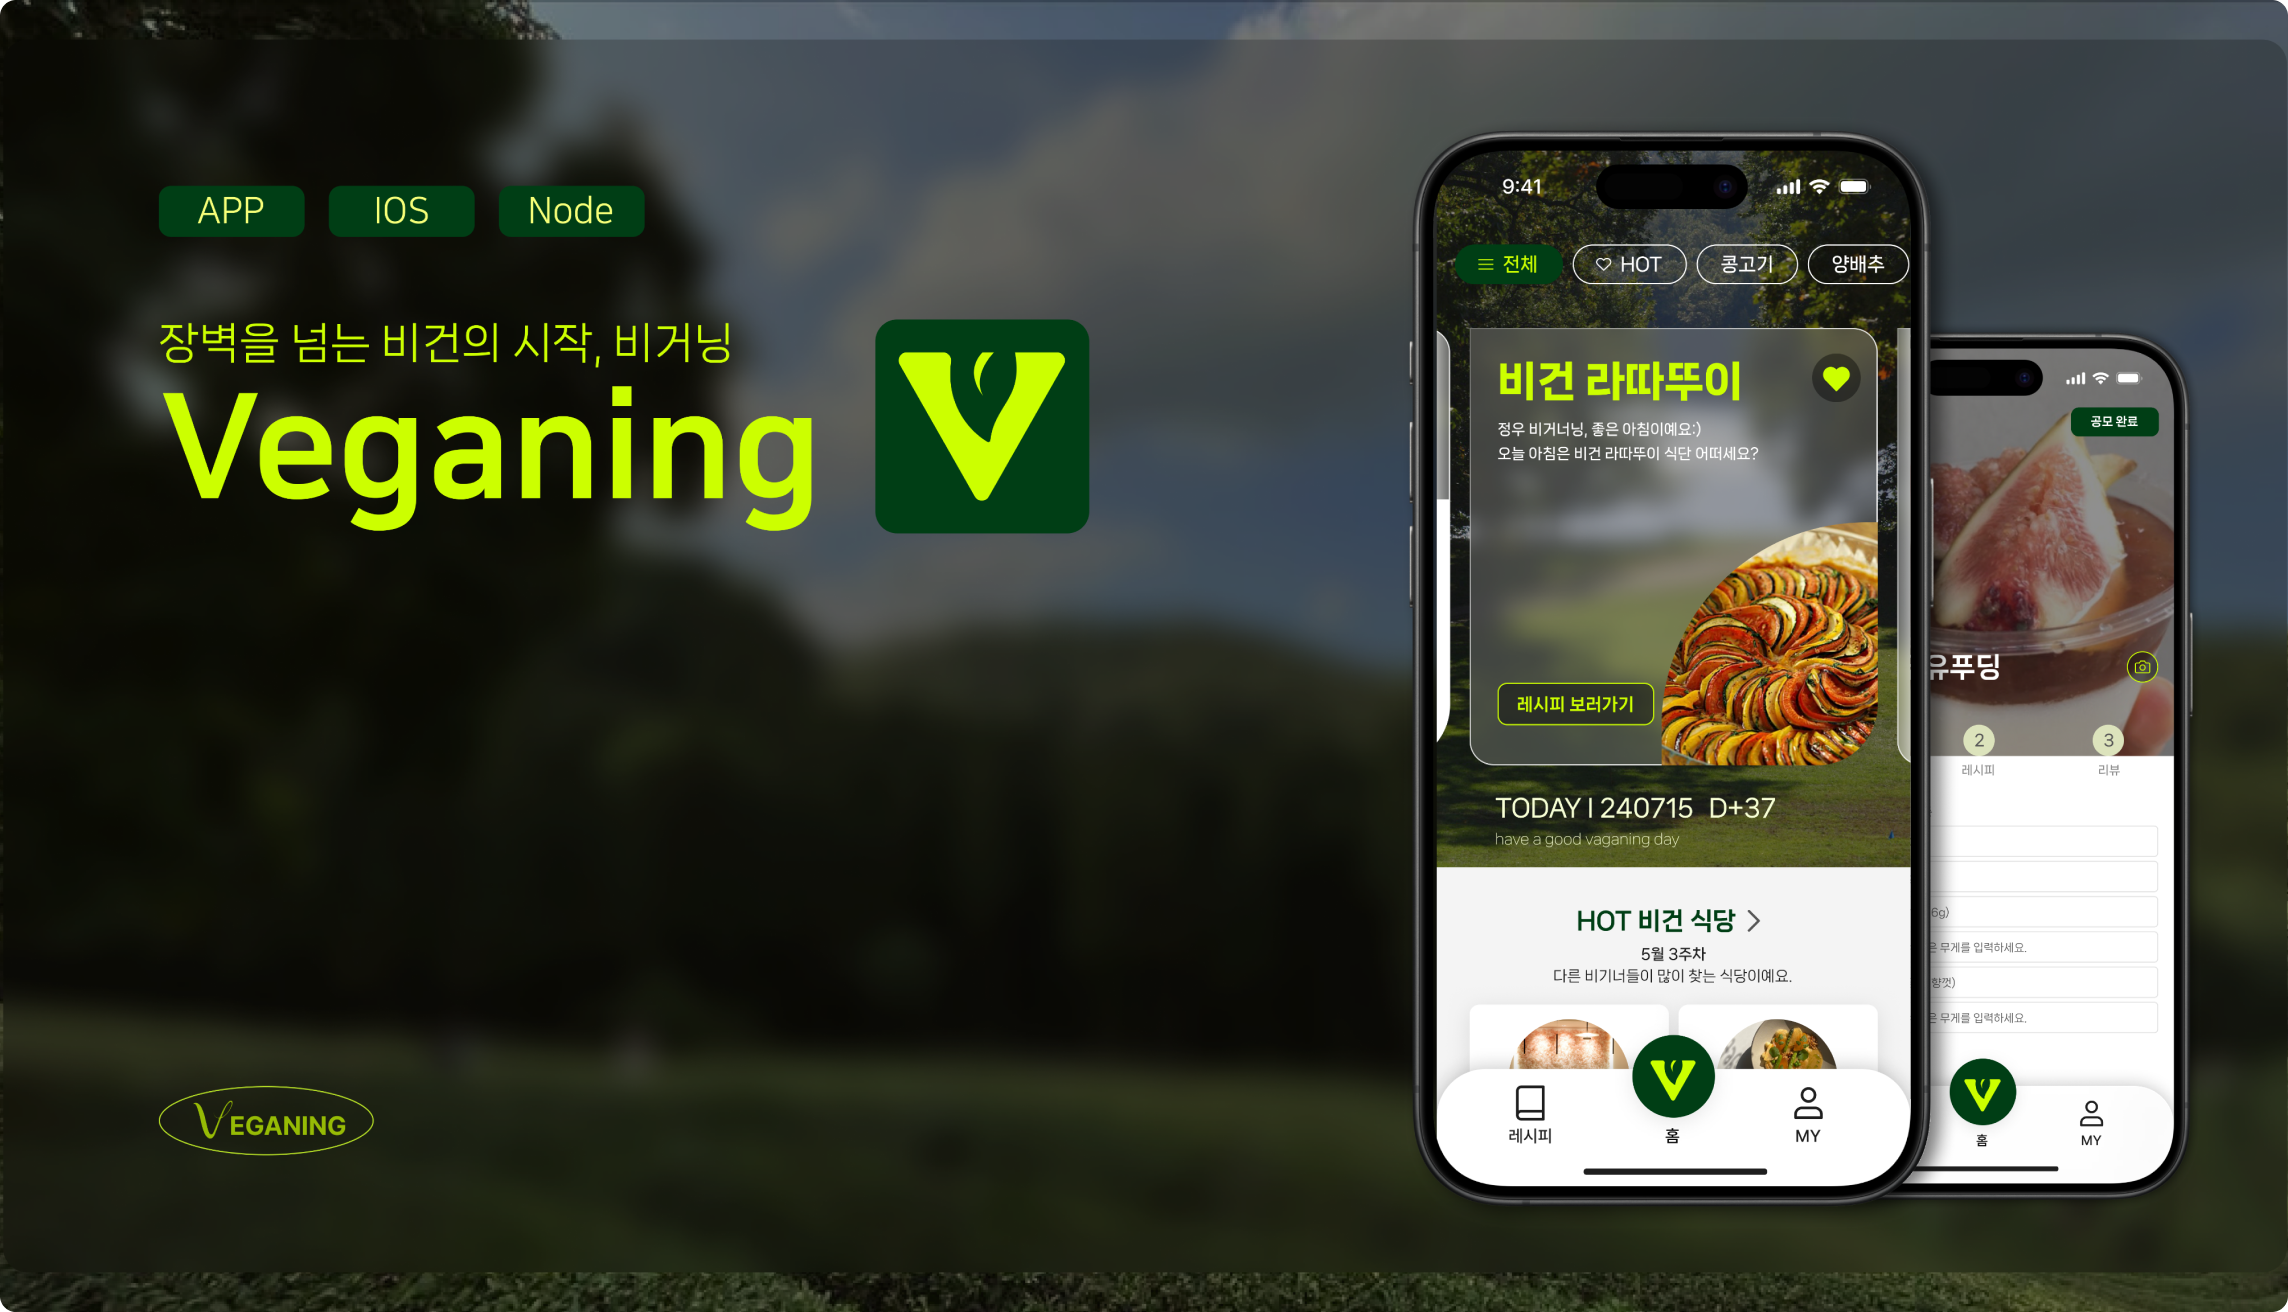 APP
IOS
Node
장벽을 넘는 비건의 시작, 비거닝
Veganing
VEGANING
9:41
전체
HOT
콩고기
양배추
비건 라따뚜이
정우 비거너닝, 좋은 아침이예요:)
오늘 아침은 비건 라따뚜이 식단 어떠세요?
레시피 보러가기
TODAY | 240715 D+37
have a good vaganing day
HOT 비건 식당
5월 3주차
다른 비기너들이 많이 찾는 식당이예요.
레시피
홈
MY
공모 완료
유푸딩
2
레시피
3
리뷰
6g)
은 무게를 입력하세요.
향껏)
은 무게를 입력하세요.
홈
MY